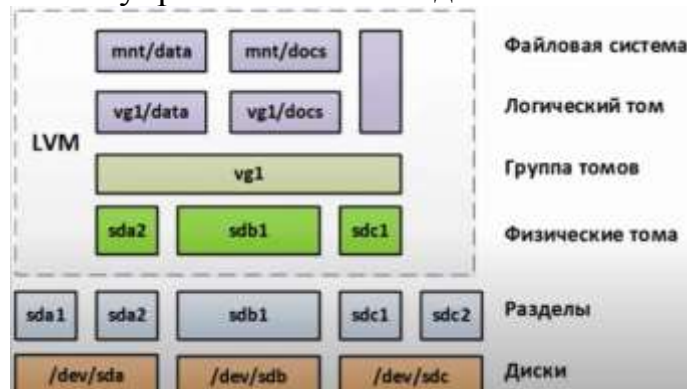 mnt/data mnt/docs Файловая система
vg1/data vg1/docs Логический том
LVM
vg1 Группа томов
sda2 sdb1 sdc1 Физические тома
sda1 sda2 sdb1 sdc1 sdc2 Разделы
/dev/sda /dev/sdb /dev/sdc Диски